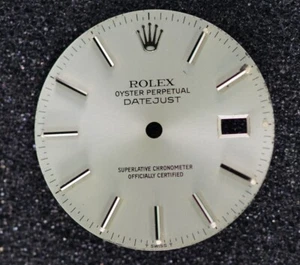 ROLEX
OYSTER PERPETUAL
DATEJUST
SUPERLATIVE CHRONOMETER
OFFICIALLY CERTIFIED